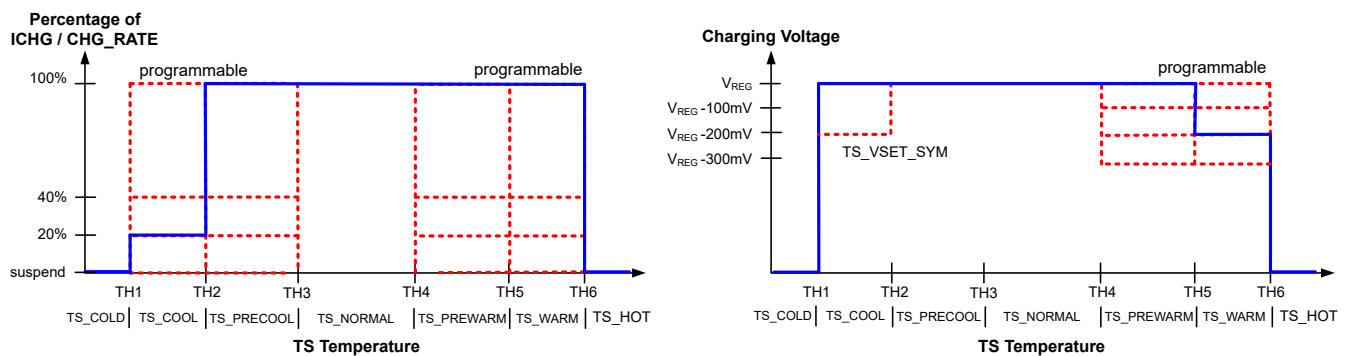 Percentage of
ICHG / CHG_RATE
programmable
programmable
100%
40%
20%
suspend
TH1 TH2 TH3 TH4 TH5 TH6
TS_COLD TS_COOL TS_PRECOOL TS_NORMAL TS_PREWARM TS_WARM TS_HOT
TS Temperature
Charging Voltage
programmable
VREG
VREG -100mV
VREG -200mV
VREG -300mV
TS_VSET_SYM
TH1 TH2 TH3 TH4 TH5 TH6
TS_COLD TS_COOL TS_PRECOOL TS_NORMAL TS_PREWARM TS_WARM TS_HOT
TS Temperature